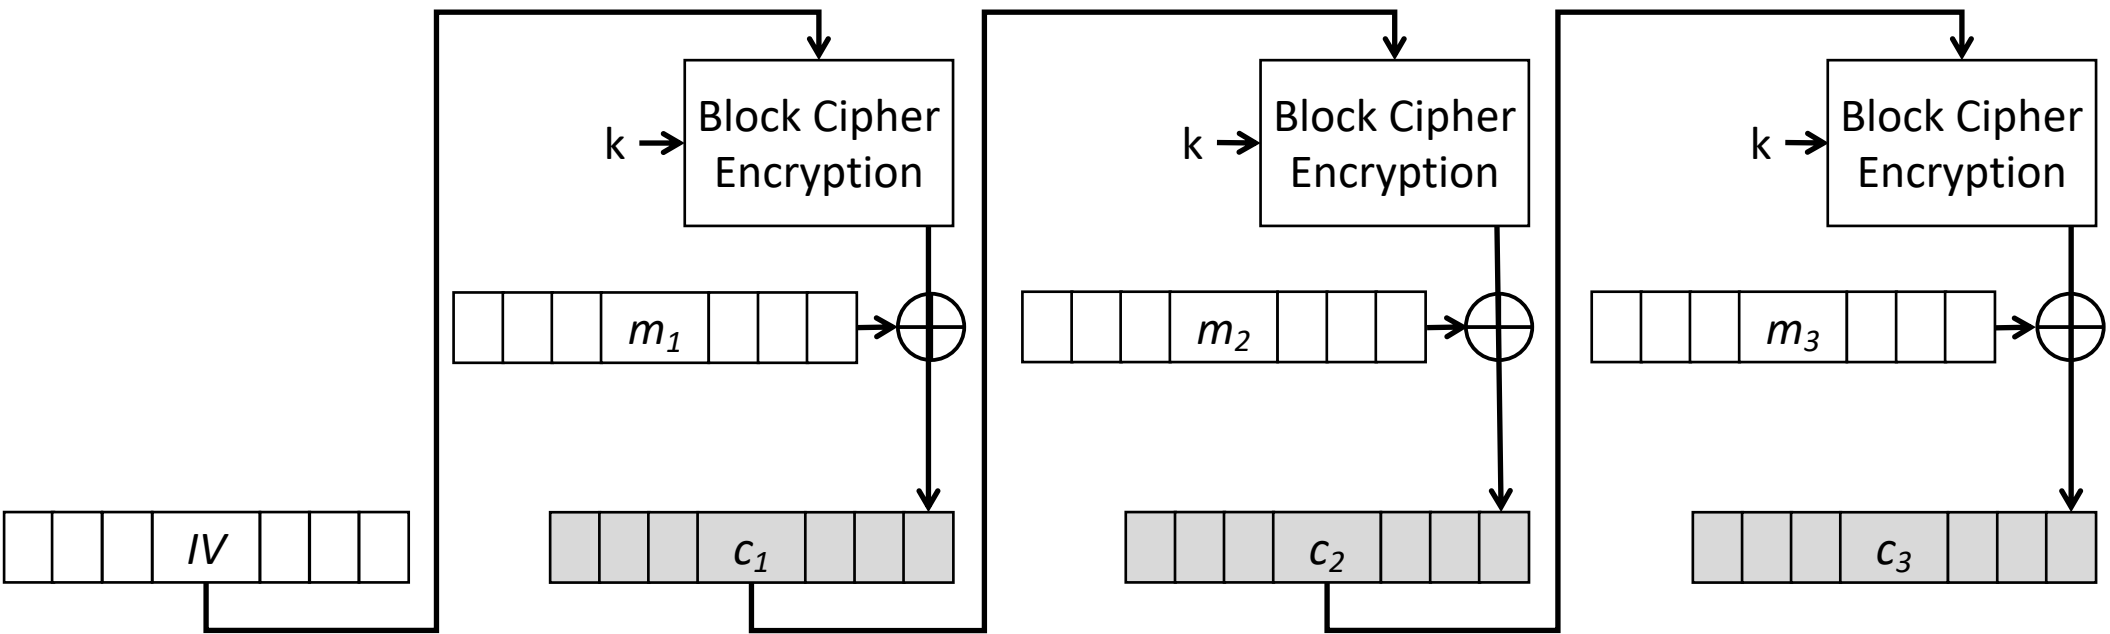 Block Cipher
Encryption
k
Block Cipher
Encryption
k
Block Cipher
Encryption
k
m1
m2
m3
IV
c1
c2
c3